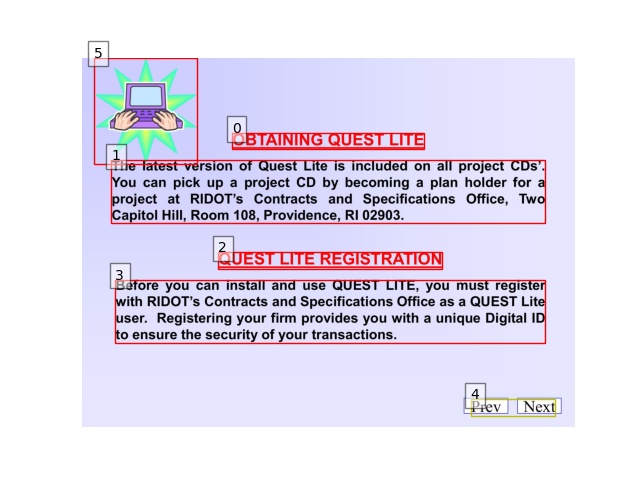 OBTAINING QUEST LITE
The latest version of Quest Lite is included on all project CDs'.
You can pick up a project CD by becoming a plan holder for a
project at RIDOT's Contracts and Specifications Office, Two
Capitol Hill, Room 108, Providence, RI 02903.
QUEST LITE REGISTRATION
Before you can install and use QUEST LITE, you must register
with RIDOT's Contracts and Specifications Office as a QUEST Lite
user.  Registering your firm provides you with a unique Digital ID
to ensure the security of your transactions.
Prev Next
5
0
1
2
3
4